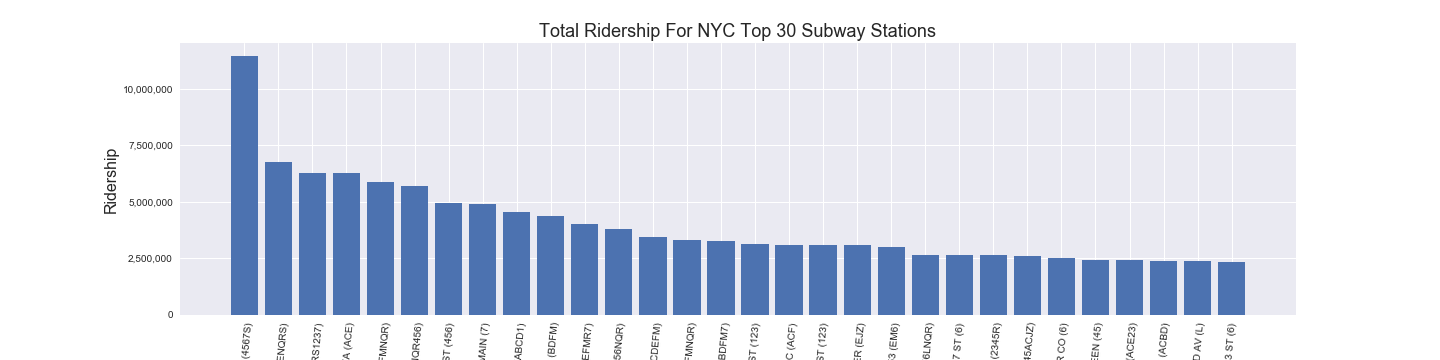 Total Ridership For NYC Top 30 Subway Stations
Ridership
10,000,000
7,500,000
5,000,000
2,500,000
0
(4567S)
ENQRS)
RS1237)
A (ACE)
FMNQR)
NQR456)
ST (456)
MAIN (7)
ABCD1)
(BDFM)
EFMR7)
56NQR)
CDEFM)
FMNQR)
BDFM7)
ST (123)
C (ACF)
ST (123)
ER (EJZ)
3 (EM6)
6LNQR)
7 ST (6)
(2345R)
45ACJZ)
R CO (6)
EEN (45)
(ACE23)
(ACBD)
D AV (L)
3 ST (6)